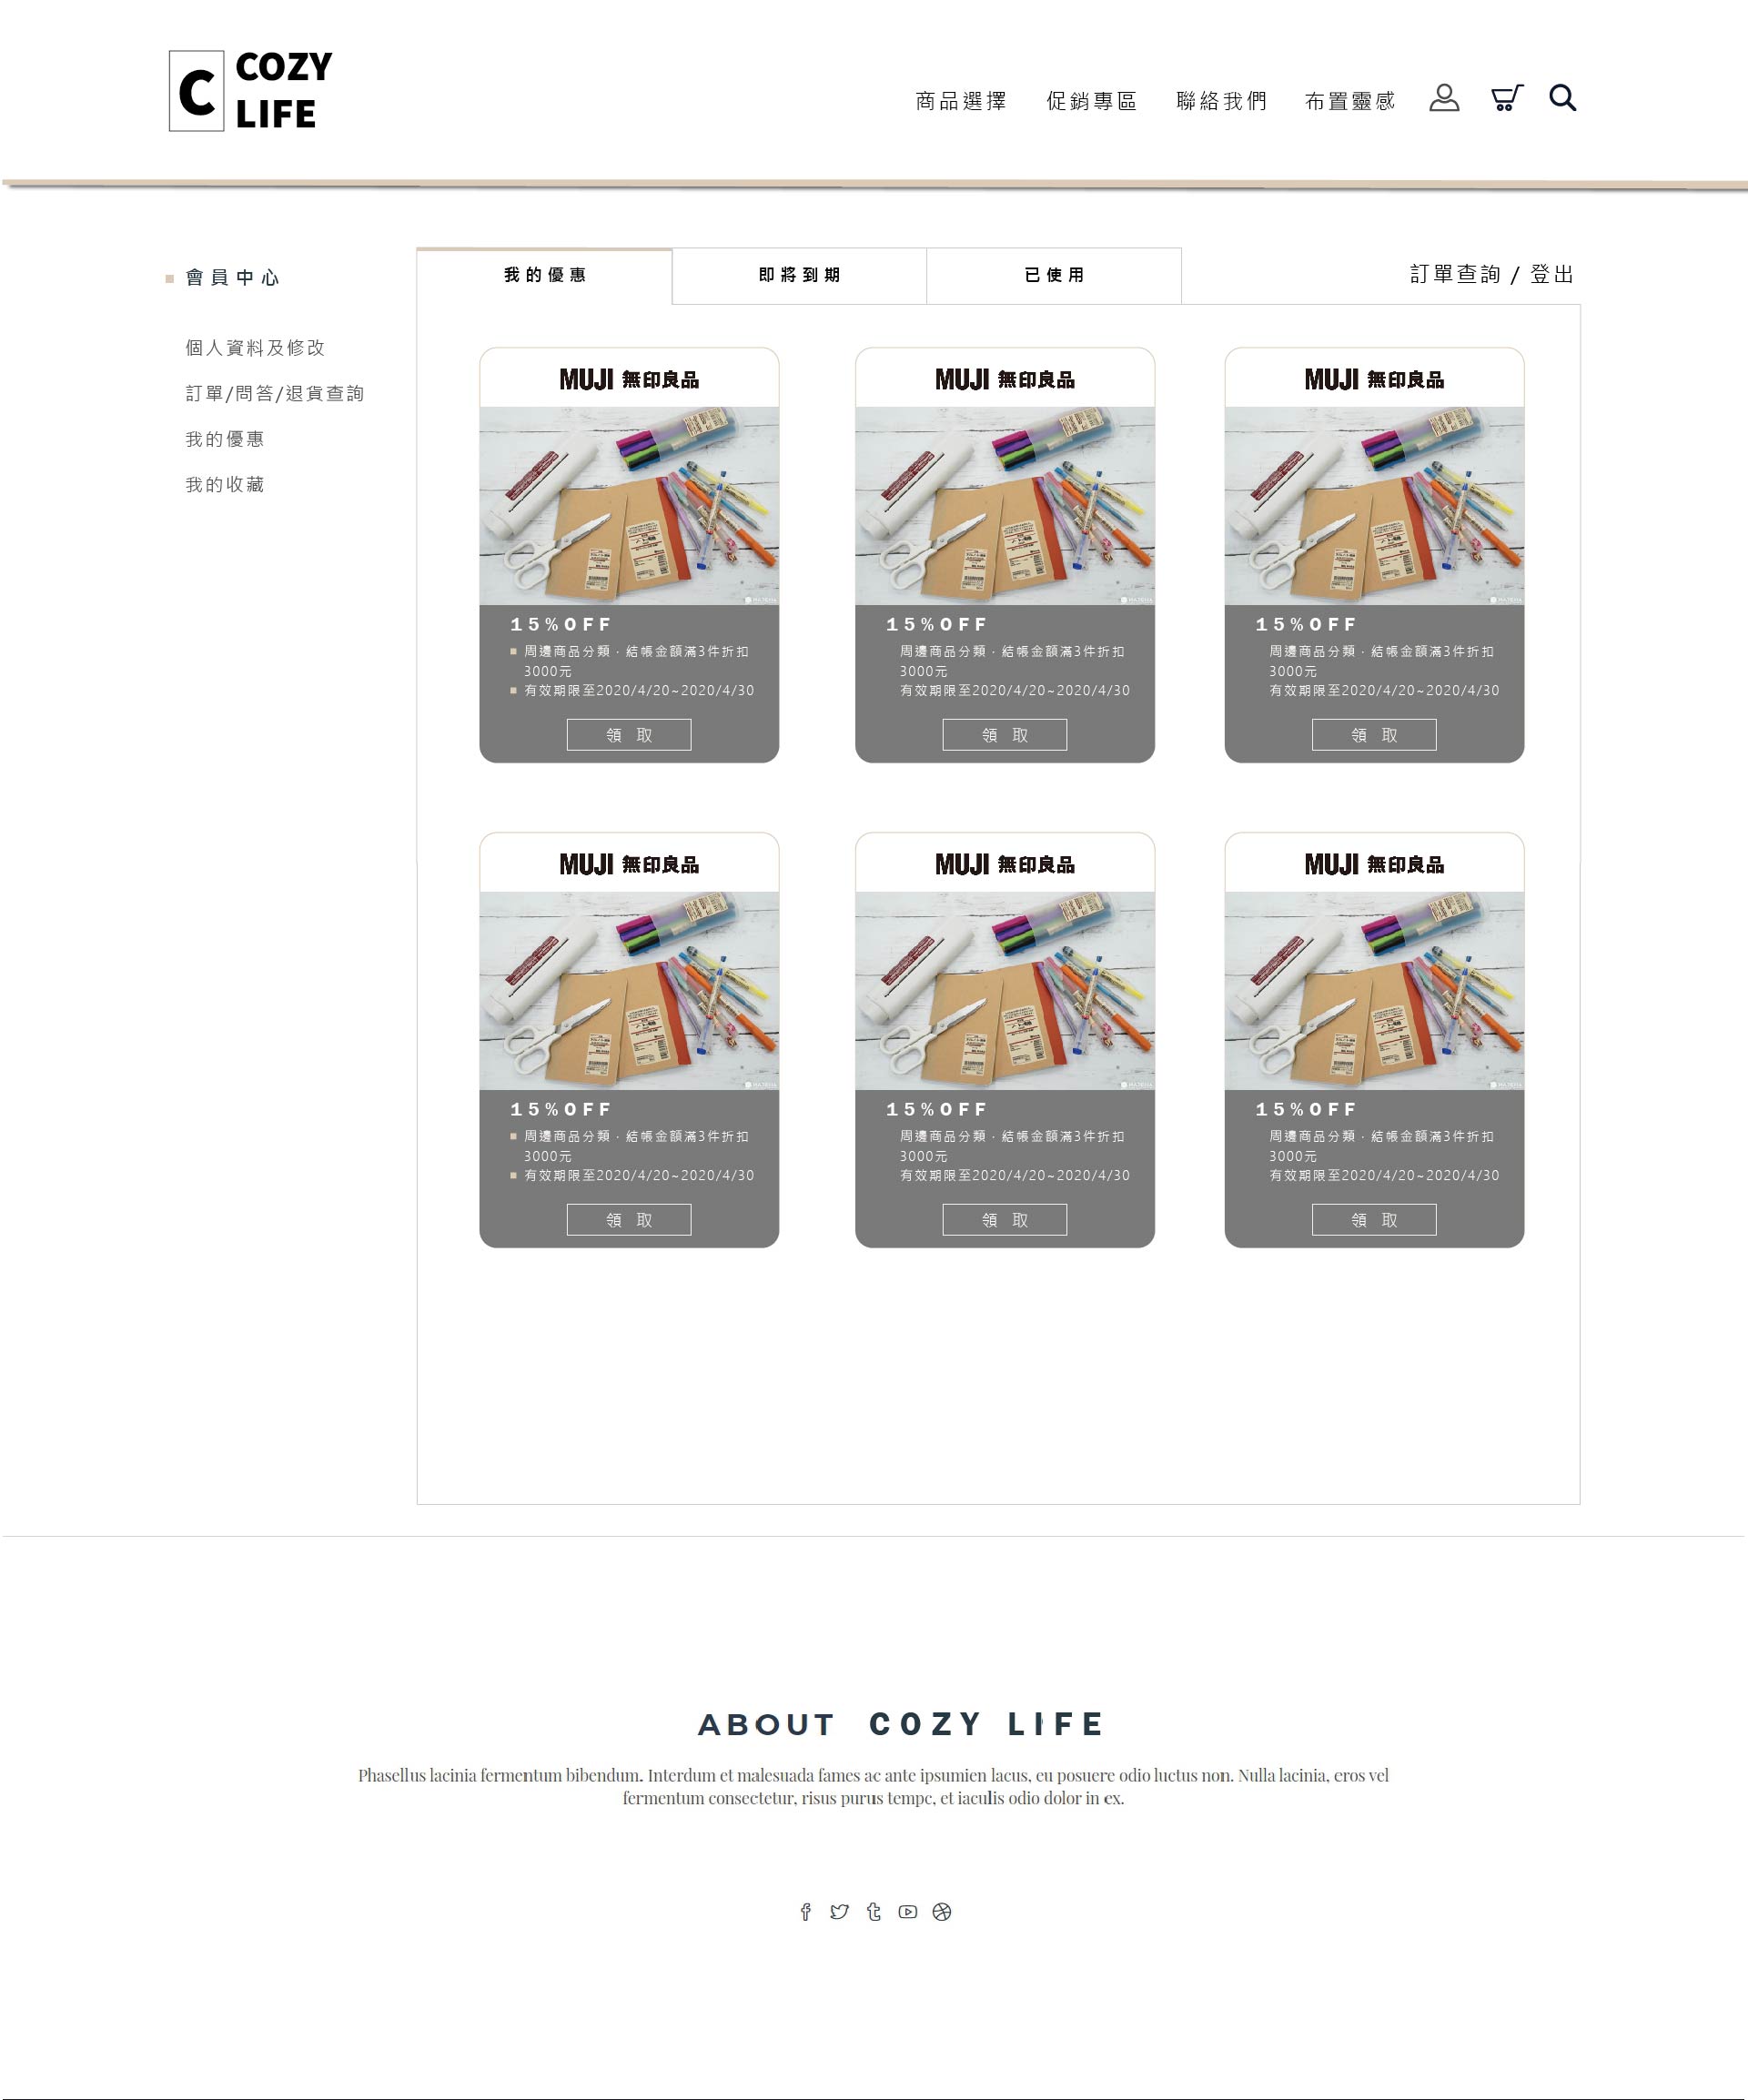 C
COZY
LIFE
商品選擇 促銷專區 聯絡我們 布置靈感
會員中心
個人資料及修改
訂單/問答/退貨查詢
我的優惠
我的收藏
我的優惠 即將到期 已使用
訂單查詢 / 登出
MUJI 無印良品
15%OFF
周邊商品分類．結帳金額滿3件折扣
3000元
有效期限至2020/4/20~2020/4/30
領 取
MUJI 無印良品
15%OFF
周邊商品分類．結帳金額滿3件折扣
3000元
有效期限至2020/4/20~2020/4/30
領 取
MUJI 無印良品
15%OFF
周邊商品分類．結帳金額滿3件折扣
3000元
有效期限至2020/4/20~2020/4/30
領 取
MUJI 無印良品
15%OFF
周邊商品分類．結帳金額滿3件折扣
3000元
有效期限至2020/4/20~2020/4/30
領 取
MUJI 無印良品
15%OFF
周邊商品分類．結帳金額滿3件折扣
3000元
有效期限至2020/4/20~2020/4/30
領 取
MUJI 無印良品
15%OFF
周邊商品分類．結帳金額滿3件折扣
3000元
有效期限至2020/4/20~2020/4/30
領 取
ABOUT COZY LIFE
Phasellus lacinia fermentum bibendum. Interdum et malesuada fames ac ante ipsumien lacus, eu posuere odio luctus non. Nulla lacinia, eros vel
fermentum consectetur, risus purus tempc, et iaculis odio dolor in ex.